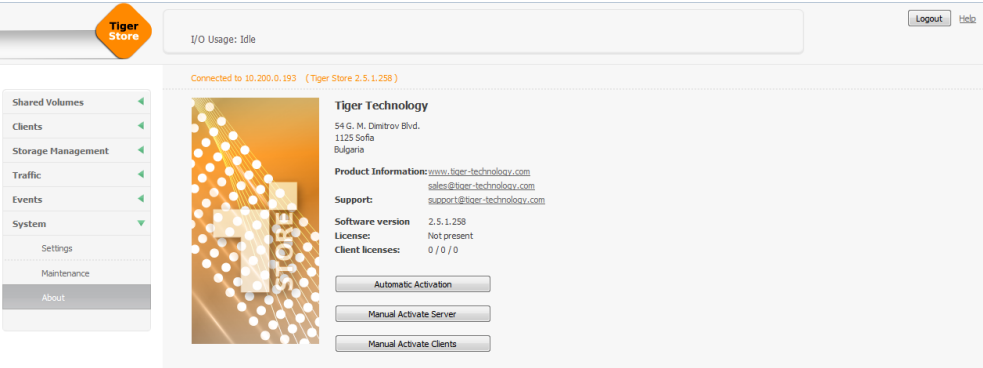 Tiger
Store
I/O Usage: Idle
Logout Help
Connected to 10.200.0.193 (Tiger Store 2.5.1.258 )
Shared Volumes
Clients
Storage Management
Traffic
Events
System
Settings
Maintenance
About
STORE
Tiger Technology
54 G. M. Dimitrov Blvd.
1125 Sofia
Bulgaria
Product Information: www.tiger-technology.com
sales@tiger-technology.com
Support: support@tiger-technology.com
Software version 2.5.1.258
License: Not present
Client licenses: 0 / 0 / 0
Automatic Activation
Manual Activate Server
Manual Activate Clients